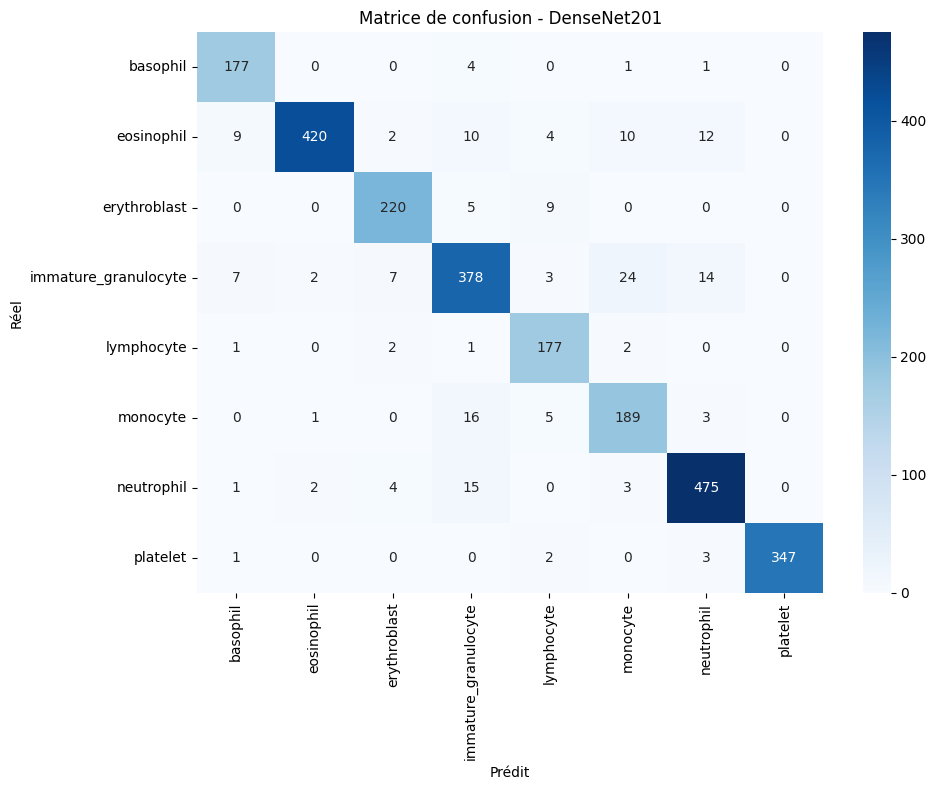 Matrice de confusion - DenseNet201
basophil 177 0 0 4 0 1 1 0
eosinophil 9 420 2 10 4 10 12 0
erythroblast 0 0 220 5 9 0 0 0
immature_granulocyte 7 2 7 378 3 24 14 0
lymphocyte 1 0 2 1 177 2 0 0
monocyte 0 1 0 16 5 189 3 0
neutrophil 1 2 4 15 0 3 475 0
platelet 1 0 0 0 2 0 3 347
Réel
basophil
eosinophil
erythroblast
immature_granulocyte
lymphocyte
monocyte
neutrophil
platelet
Prédit
400
300
200
100
0